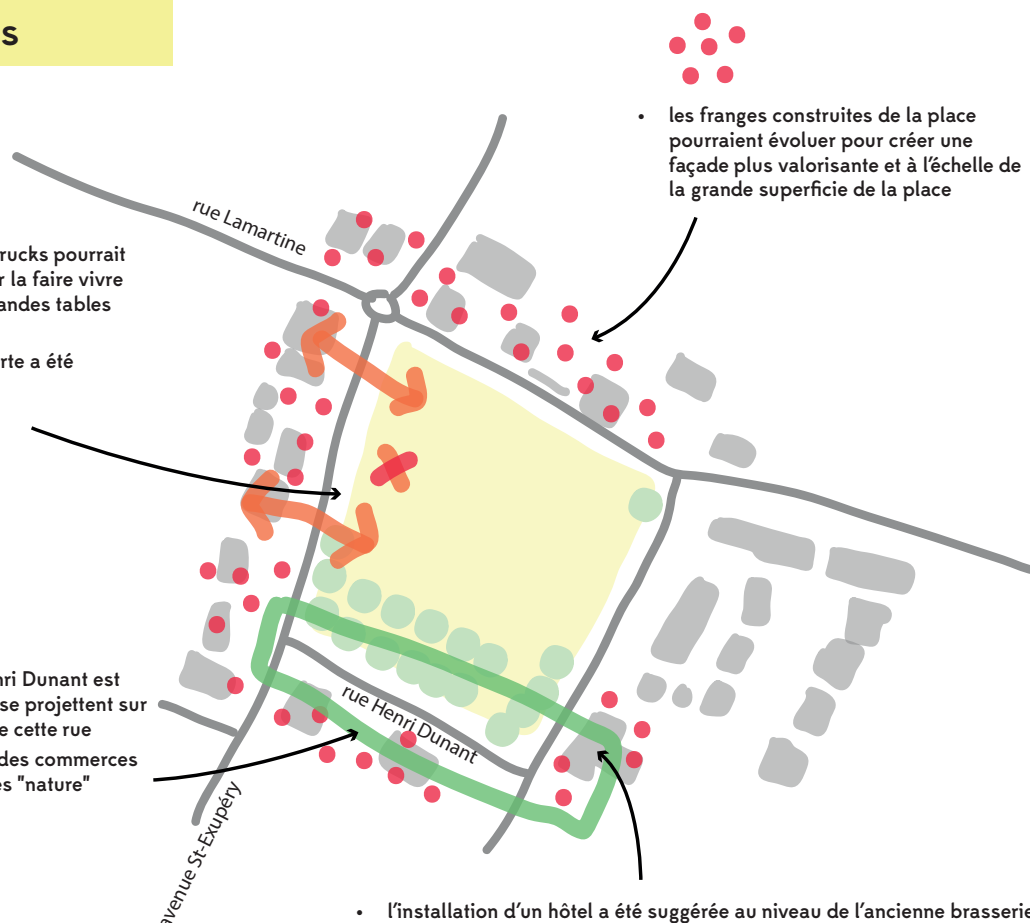 s
les franges construites de la place
pourraient évoluer pour créer une
façade plus valorisante et à l'échelle de
la grande superficie de la place
rue Lamartine
rucks pourrait
r la faire vivre
andes tables
rte a été
nri Dunant est
se projettent sur
e cette rue
des commerces
es "nature"
rue Henri Dunant
avenue St-Exupéry
• l'installation d'un hôtel a été suggérée au niveau de l'ancienne brasserie